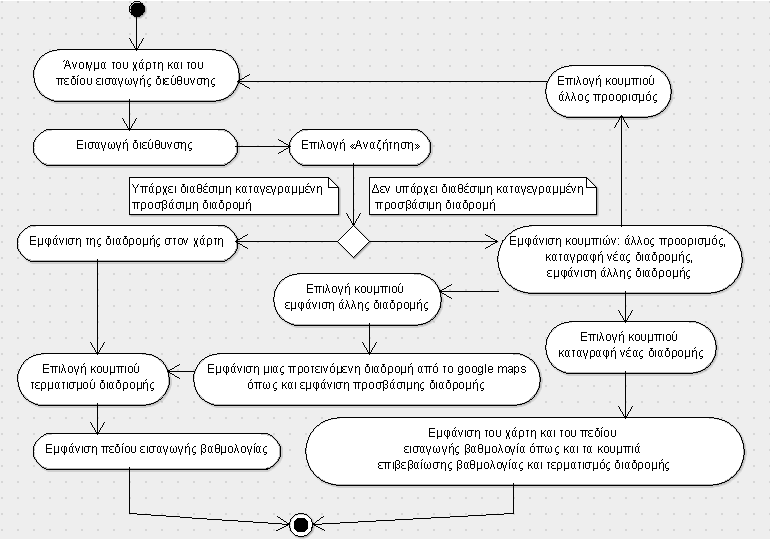 Άνοιγμα του χάρτη και του
πεδίου εισαγωγής διεύθυνσης
Επιλογή κουμπιού
άλλος προορισμός
Εισαγωγή διεύθυνσης
Επιλογή «Αναζήτηση»
Υπάρχει διαθέσιμη καταγεγραμμένη
προσβάσιμη διαδρομή
Δεν υπάρχει διαθέσιμη καταγεγραμμένη
προσβάσιμη διαδρομή
Εμφάνιση της διαδρομής στον χάρτη
Εμφάνιση κουμπιών: άλλος προορισμός,
καταγραφή νέας διαδρομής,
εμφάνιση άλλης διαδρομής
Επιλογή κουμπιού
εμφάνιση άλλης διαδρομής
Επιλογή κουμπιού
καταγραφή νέας διαδρομής
Επιλογή κουμπιού
τερματισμού διαδρομής
Εμφάνιση μιας προτεινόμενη διαδρομή από το google maps
όπως και εμφάνιση προσβάσιμης διαδρομής
Εμφάνιση πεδίου εισαγωγής βαθμολογίας
Εμφάνιση του χάρτη και του πεδίου
εισαγωγής βαθμολογία όπως και τα κουμπιά
επιβεβαίωσης βαθμολογίας και τερματισμός διαδρομής